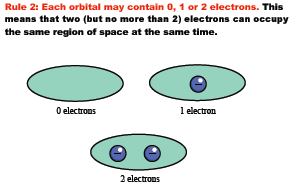 Rule 2: Each orbital may contain 0, 1 or 2 electrons. This
means that two (but no more than 2) electrons can occupy
the same region of space at the same time.
0 electrons
1 electron
2 electrons